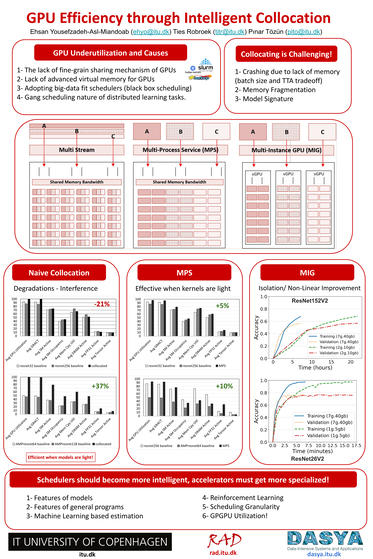 GPU Efficiency through Intelligent Collocation
Ehsan Yousefzadeh-Asl-Miandoab (ehyo@itu.dk) Ties Robroek (titr@itu.dk) Pınar Tözün (pito@itu.dk)
GPU Underutilization and Causes
slurm
1- The lack of fine-grain sharing mechanism of GPUs
2- Lack of advanced virtual memory for GPUs
3- Adopting big-data fit schedulers (black box scheduling)
4- Gang scheduling nature of distributed learning tasks.
Collocating is Challenging!
1- Crashing due to lack of memory
(batch size and TTA tradeoff)
2- Memory Fragmentation
3- Model Signature
A
B
C
Multi Stream
Shared Memory Bandwidth
A B C
Multi-Process Service (MPS)
Shared Memory Bandwidth
A B C
Multi-Instance GPU (MIG)
vGPU vGPU vGPU
Naive Collocation
Degradations - Interference
-21%
+37%
Efficient when models are light!
MPS
Effective when kernels are light
+5%
+10%
MIG
Isolation/ Non-Linear Improvement
ResNet152V2
Accuracy
Training (7g.40gb)
Validation (7g.40gb)
Training (2g.10gb)
Validation (2g.10gb)
Time (hours)
Accuracy
Training (7g.40gb)
Validation (7g.40gb)
Training (1g.5gb)
Validation (1g.5gb)
Time (minutes)
ResNet26V2
Schedulers should become more intelligent, accelerators must get more specialized!
1- Features of models
2- Features of general programs
3- Machine Learning based estimation
4- Reinforcement Learning
5- Scheduling Granularity
6- GPGPU Utilization!
IT UNIVERSITY OF COPENHAGEN
itu.dk
RAD
rad.itu.dk
DASYA
Data-Intensive Systems and Applications
dasya.itu.dk